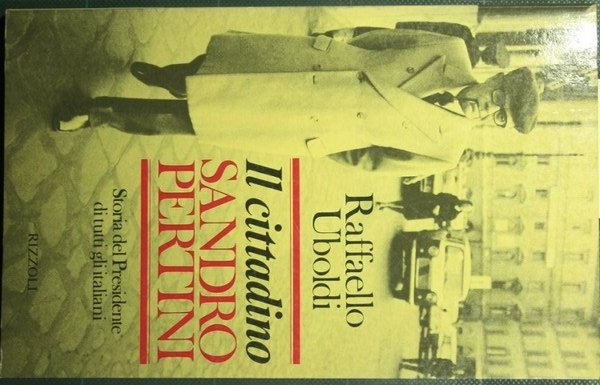 Raffaello
Uboldi
Il cittadino
SANDRO
PERTINI
Storia del Presidente
di tutti gli italiani
RIZZOLI